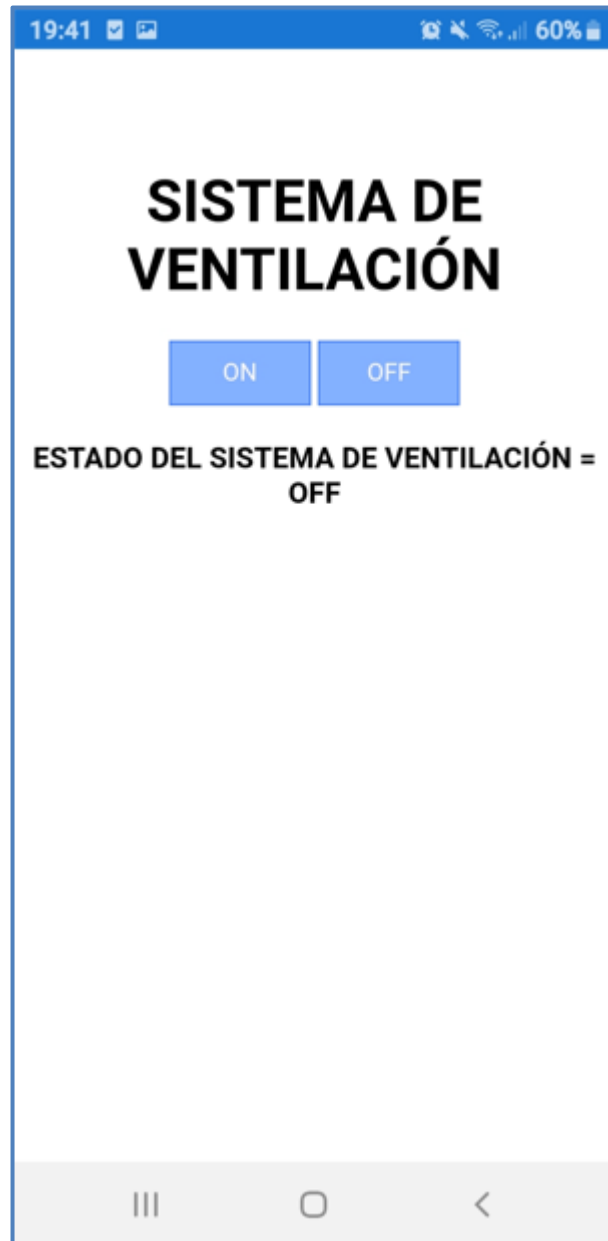 19:41 60%
SISTEMA DE
VENTILACIÓN
ON OFF
ESTADO DEL SISTEMA DE VENTILACIÓN =
OFF